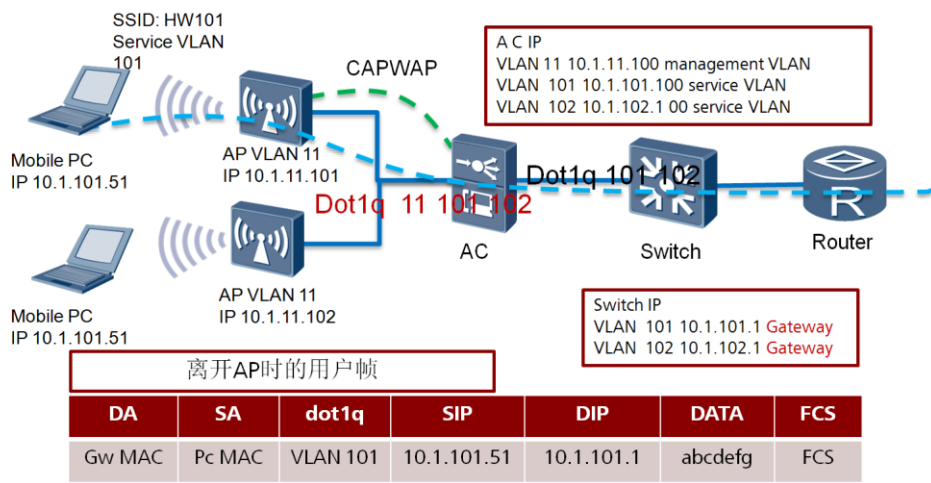 SSID: HW101
Service VLAN
101
CAPWAP
A C IP
VLAN 11 10.1.11.100 management VLAN
VLAN 101 10.1.101.100 service VLAN
VLAN 102 10.1.102.1 00 service VLAN
Mobile PC
IP 10.1.101.51
AP VLAN 11
IP 10.1.11.101
Dot1q 11 101 102
Dot1q 101 102
AC
Switch
R
Router
Mobile PC
IP 10.1.101.51
AP VLAN 11
IP 10.1.11.102
Switch IP
VLAN 101 10.1.101.1 Gateway
VLAN 102 10.1.102.1 Gateway
离开AP时的用户帧
DA SA dot1q SIP DIP DATA FCS
Gw MAC Pc MAC VLAN 101 10.1.101.51 10.1.101.1 abcdefg FCS